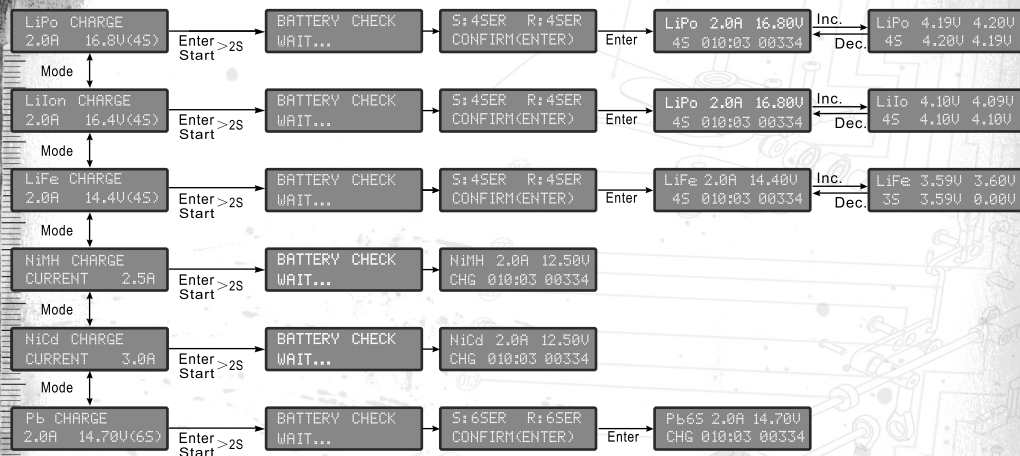 LiPo CHARGE
2.0A 16.8V(4S)
Enter
Start >2S
BATTERY CHECK
WAIT...
S:4SER R:4SER
CONFIRM(ENTER)
Enter
LiPo 2.0A 16.80V
4S 010:03 00334
Inc.
Dec.
LiPo 4.19V 4.20V
4S 4.20V 4.19V
Mode
LiIon CHARGE
2.0A 16.4V(4S)
Enter
Start >2S
BATTERY CHECK
WAIT...
S:4SER R:4SER
CONFIRM(ENTER)
Enter
LiPo 2.0A 16.80V
4S 010:03 00334
Inc.
Dec.
LiIo 4.10V 4.09V
4S 4.10V 4.10V
Mode
LiFe CHARGE
2.0A 14.4V(4S)
Enter
Start >2S
BATTERY CHECK
WAIT...
S:4SER R:4SER
CONFIRM(ENTER)
Enter
LiFe 2.0A 14.40V
4S 010:03 00334
Inc.
Dec.
LiFe 3.59V 3.60V
3S 3.59V 0.00V
Mode
NiMH CHARGE
CURRENT 2.5A
Enter
Start >2S
BATTERY CHECK
WAIT...
NiMH 2.0A 12.50V
CHG 010:03 00334
Mode
NiCd CHARGE
CURRENT 3.0A
Enter
Start >2S
BATTERY CHECK
WAIT...
NiCd 2.0A 12.50V
CHG 010:03 00334
Mode
Pb CHARGE
2.0A 14.70V(6S)
Enter
Start >2S
BATTERY CHECK
WAIT...
S:6SER R:6SER
CONFIRM(ENTER)
Enter
Pb6S 2.0A 14.70V
CHG 010:03 00334